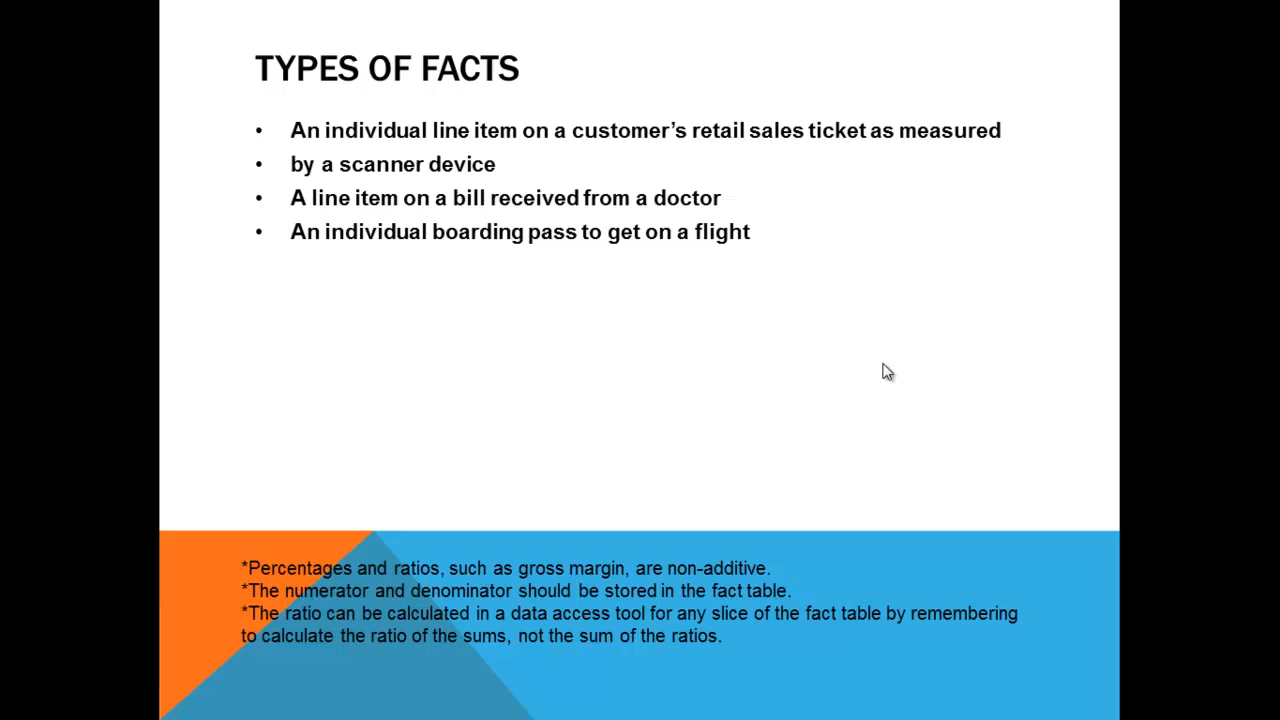 TYPES OF FACTS
• An individual line item on a customer’s retail sales ticket as measured
• by a scanner device
• A line item on a bill received from a doctor
• An individual boarding pass to get on a flight
*Percentages and ratios, such as gross margin, are non-additive.
*The numerator and denominator should be stored in the fact table.
*The ratio can be calculated in a data access tool for any slice of the fact table by remembering
to calculate the ratio of the sums, not the sum of the ratios.